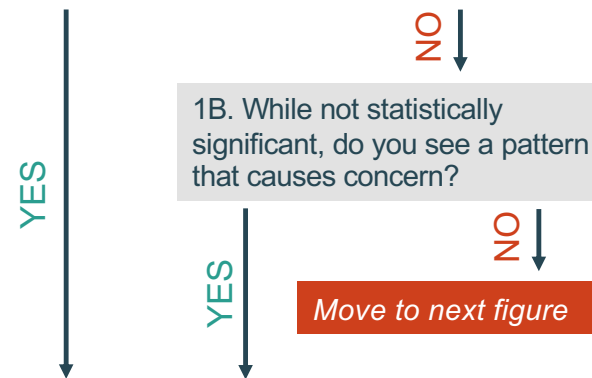 NO
1B. While not statistically
significant, do you see a pattern
that causes concern?
YES
YES
NO
Move to next figure